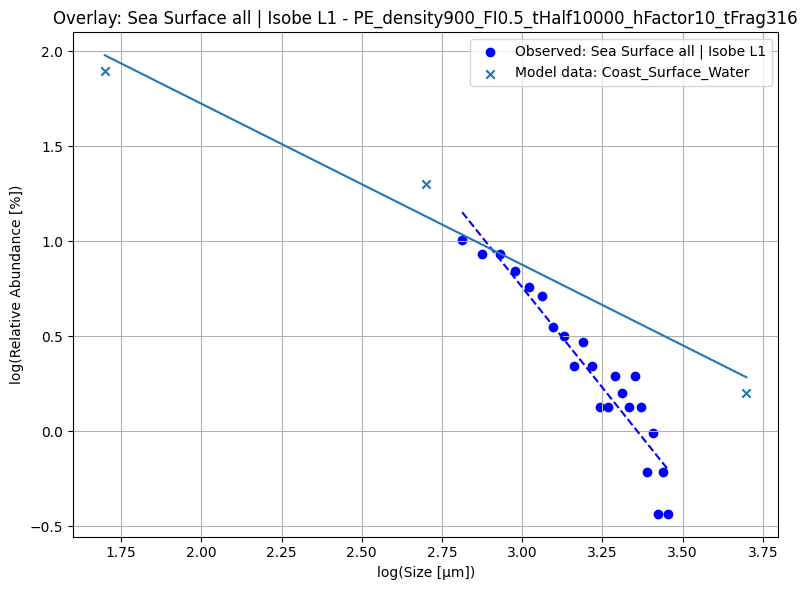 Overlay: Sea Surface all | Isobe L1 - PE_density900_FI0.5_tHalf10000_hFactor10_tFrag316
Observed: Sea Surface all | Isobe L1
Model data: Coast_Surface_Water
log(Relative Abundance [%])
2.0
1.5
1.0
0.5
0.0
−0.5
1.75 2.00 2.25 2.50 2.75 3.00 3.25 3.50 3.75
log(Size [μm])